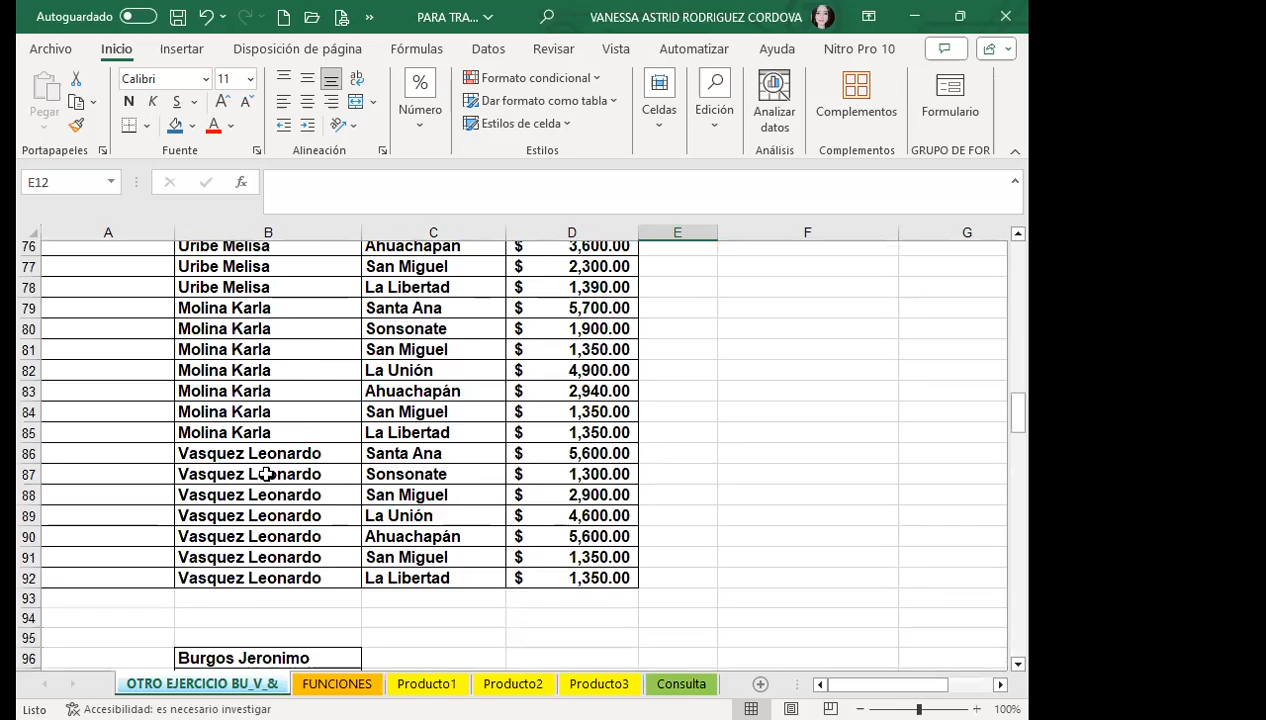 Autoguardado PARA TRA... VANESSA ASTRID RODRIGUEZ CORDOVA
Archivo Inicio Insertar Disposición de página Fórmulas Datos Revisar Vista Automatizar Ayuda Nitro Pro 10
Pegar
Calibri 11
N K S
A A
A
ab
%
Número
Formato condicional
Dar formato como tabla
Estilos de celda
Celdas
Edición
Analizar datos
Complementos
Formulario
Portapapeles Fuente Alineación Estilos Análisis Complementos GRUPO DE FOR
E12 fx
A B C D E F G
76 Uribe Melisa Ahuachapán $ 3,600.00
77 Uribe Melisa San Miguel $ 2,300.00
78 Uribe Melisa La Libertad $ 1,390.00
79 Molina Karla Santa Ana $ 5,700.00
80 Molina Karla Sonsonate $ 1,900.00
81 Molina Karla San Miguel $ 1,350.00
82 Molina Karla La Unión $ 4,900.00
83 Molina Karla Ahuachapán $ 2,940.00
84 Molina Karla San Miguel $ 1,350.00
85 Molina Karla La Libertad $ 1,350.00
86 Vasquez Leonardo Santa Ana $ 5,600.00
87 Vasquez Leonardo Sonsonate $ 1,300.00
88 Vasquez Leonardo San Miguel $ 2,900.00
89 Vasquez Leonardo La Unión $ 4,600.00
90 Vasquez Leonardo Ahuachapán $ 5,600.00
91 Vasquez Leonardo San Miguel $ 1,350.00
92 Vasquez Leonardo La Libertad $ 1,350.00
93
94
95
96 Burgos Jeronimo
OTRO EJERCICIO BU_V_& FUNCIONES Producto1 Producto2 Producto3 Consulta
Listo Accesibilidad: es necesario investigar 100%